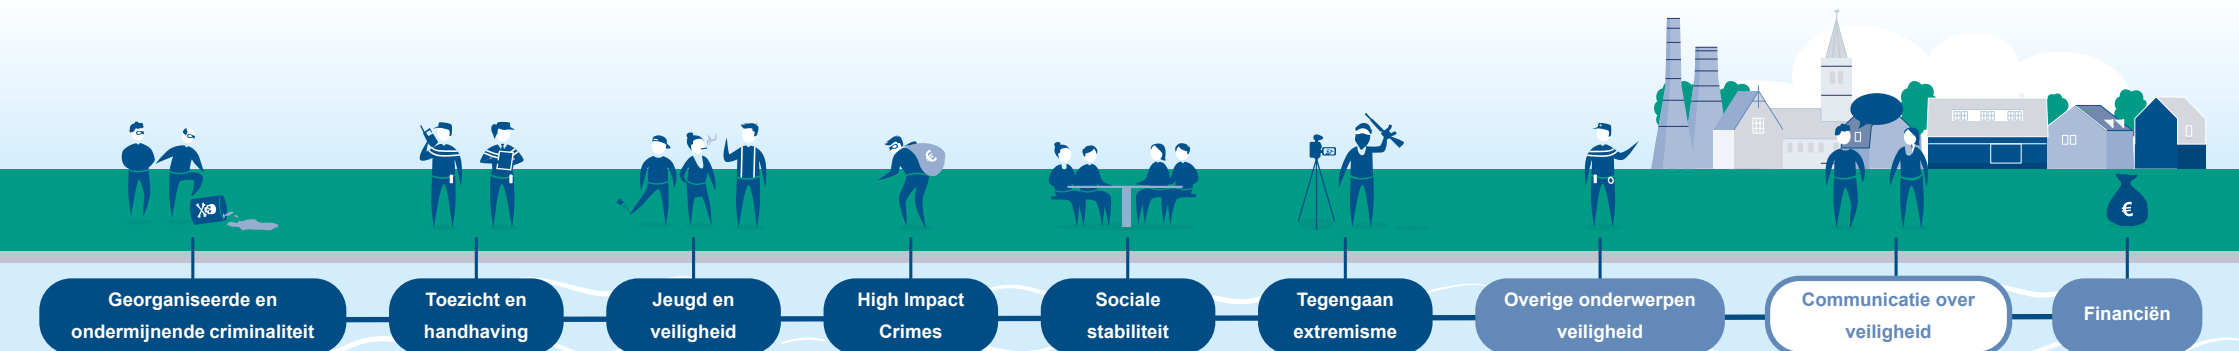 €
€
Georganiseerde en
ondermijnende criminaliteit
Toezicht en
handhaving
Jeugd en
veiligheid
High Impact
Crimes
Sociale
stabiliteit
Tegengaan
extremisme
Overige onderwerpen
veiligheid
Communicatie over
veiligheid
Financiën